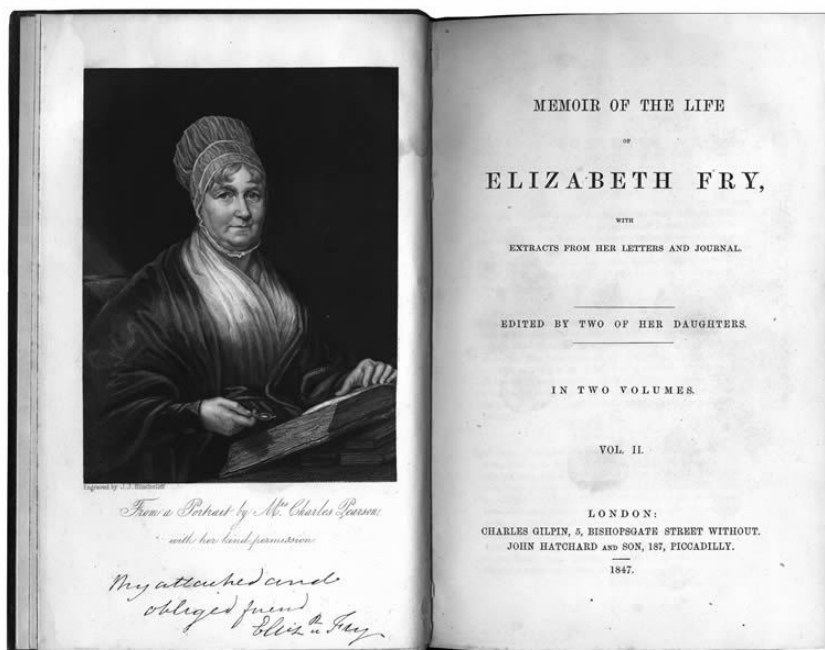 Engraved by J. J. Hinchcliff
From a Portrait by Mrs. Charles Pearson.
with her kind permission
My attached and
obliged friend
Elizth Fry
MEMOIR OF THE LIFE
OF
ELIZABETH FRY,
WITH
EXTRACTS FROM HER LETTERS AND JOURNAL.
EDITED BY TWO OF HER DAUGHTERS.
IN TWO VOLUMES.
VOL. II.
LONDON:
CHARLES GILPIN, 5, BISHOPSGATE STREET WITHOUT.
JOHN HATCHARD AND SON, 187, PICCADILLY.
1847.